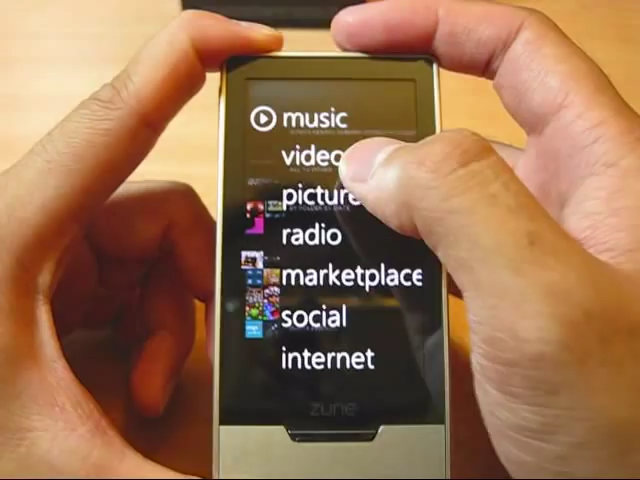 music
video
picture
radio
marketplace
social
internet
zune